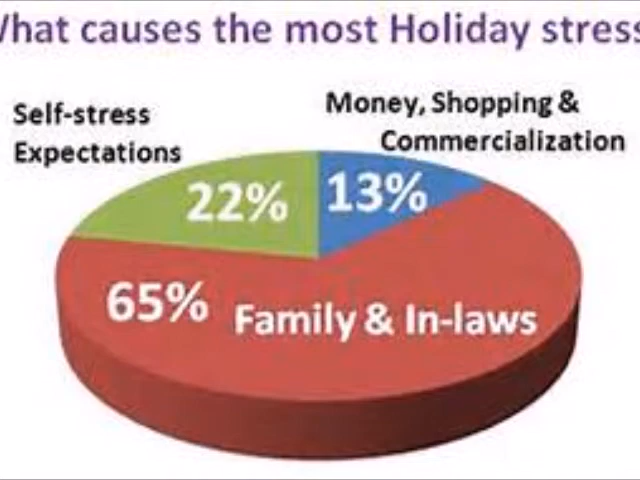 What causes the most Holiday stress
Self-stress
Expectations
Money, Shopping &
Commercialization
22%
13%
65%
Family & In-laws